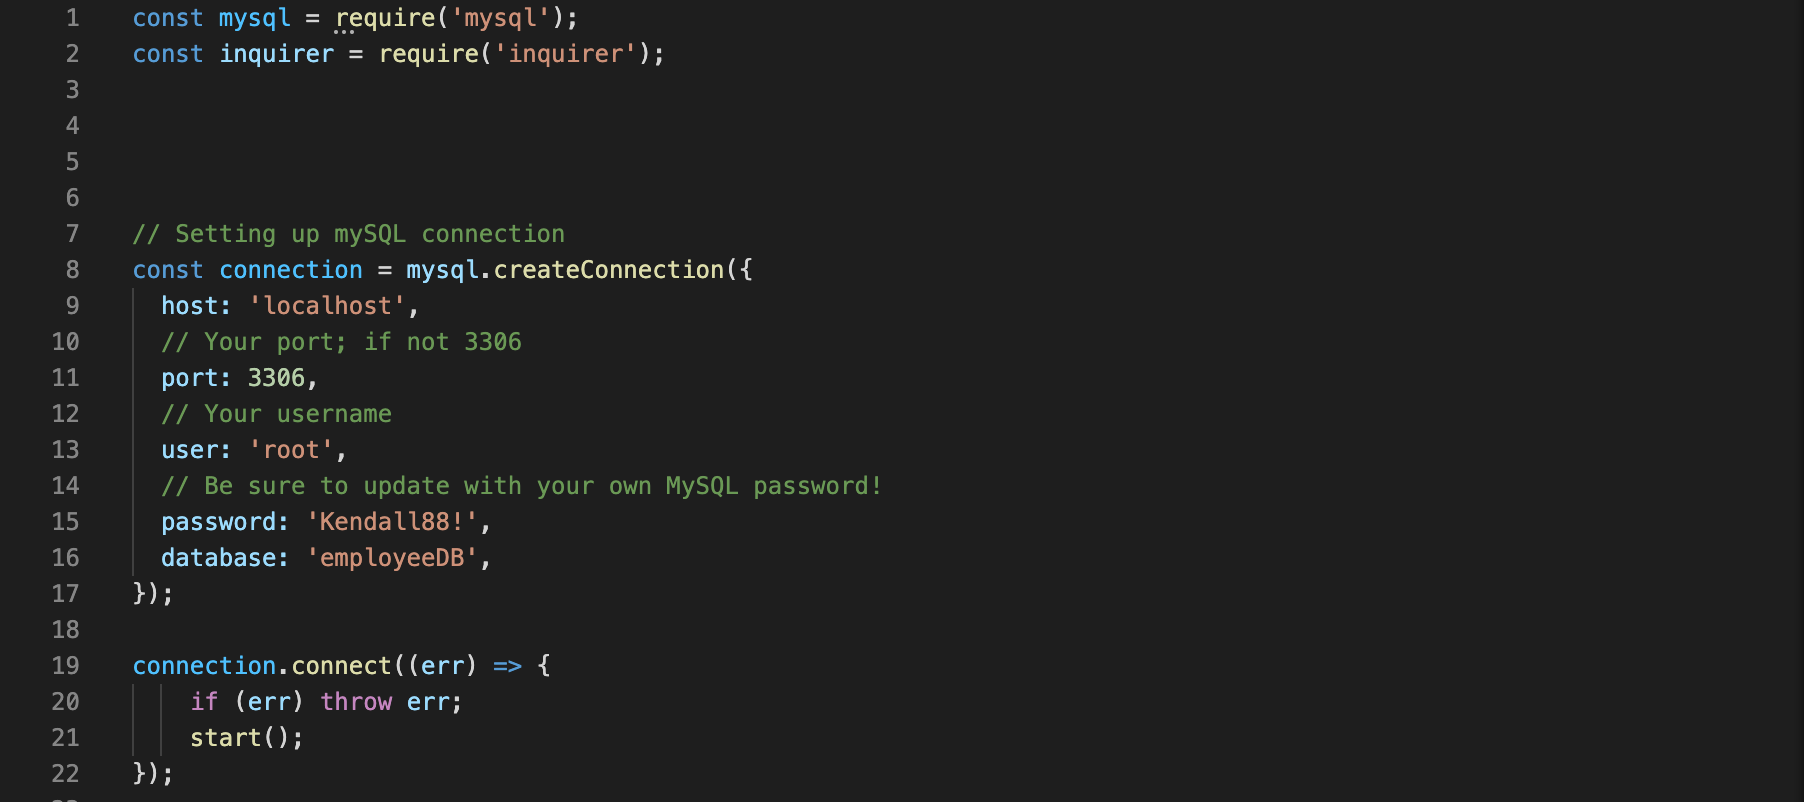 1 const mysql = require('mysql');
2 const inquirer = require('inquirer');
3
4
5
6
7 // Setting up mySQL connection
8 const connection = mysql.createConnection({
9   host: 'localhost',
10   // Your port; if not 3306
11   port: 3306,
12   // Your username
13   user: 'root',
14   // Be sure to update with your own MySQL password!
15   password: 'Kendall88!',
16   database: 'employeeDB',
17 });
18
19 connection.connect((err) => {
20     if (err) throw err;
21     start();
22 });